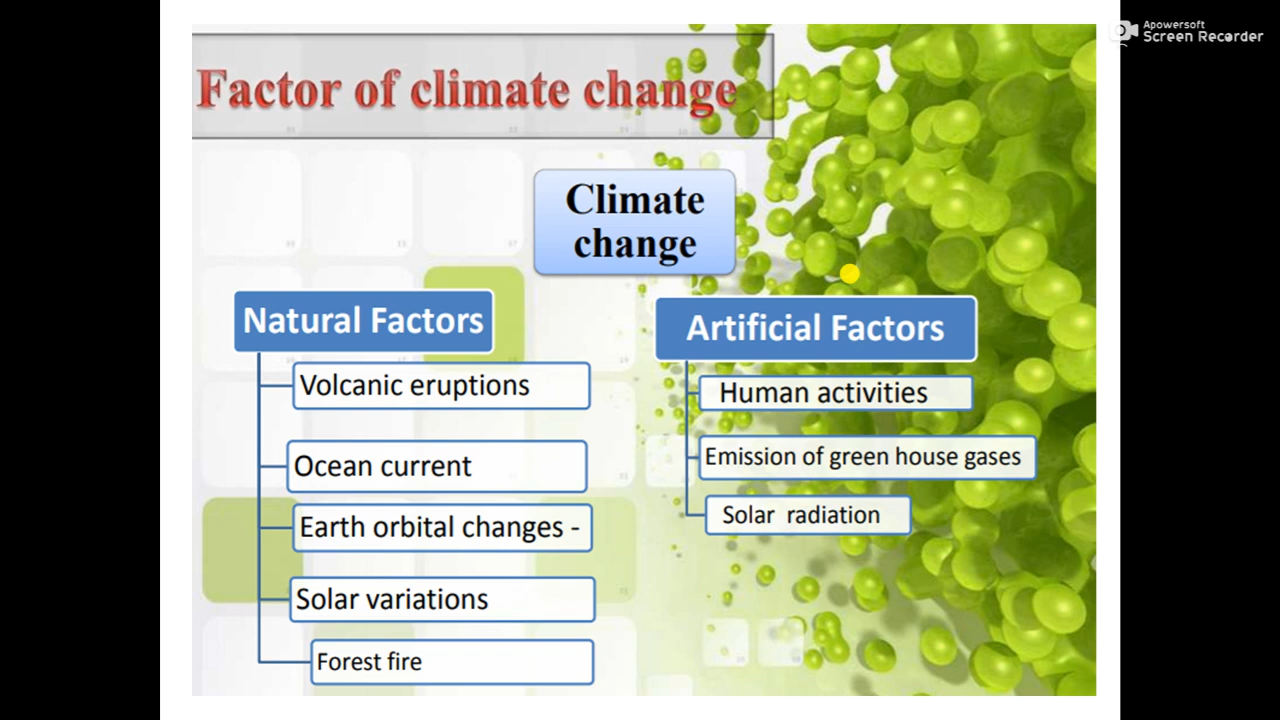 Apowersoft
Screen Recorder
Factor of climate change
Climate
change
Natural Factors
Volcanic eruptions
Ocean current
Earth orbital changes -
Solar variations
Forest fire
Artificial Factors
Human activities
Emission of green house gases
Solar radiation